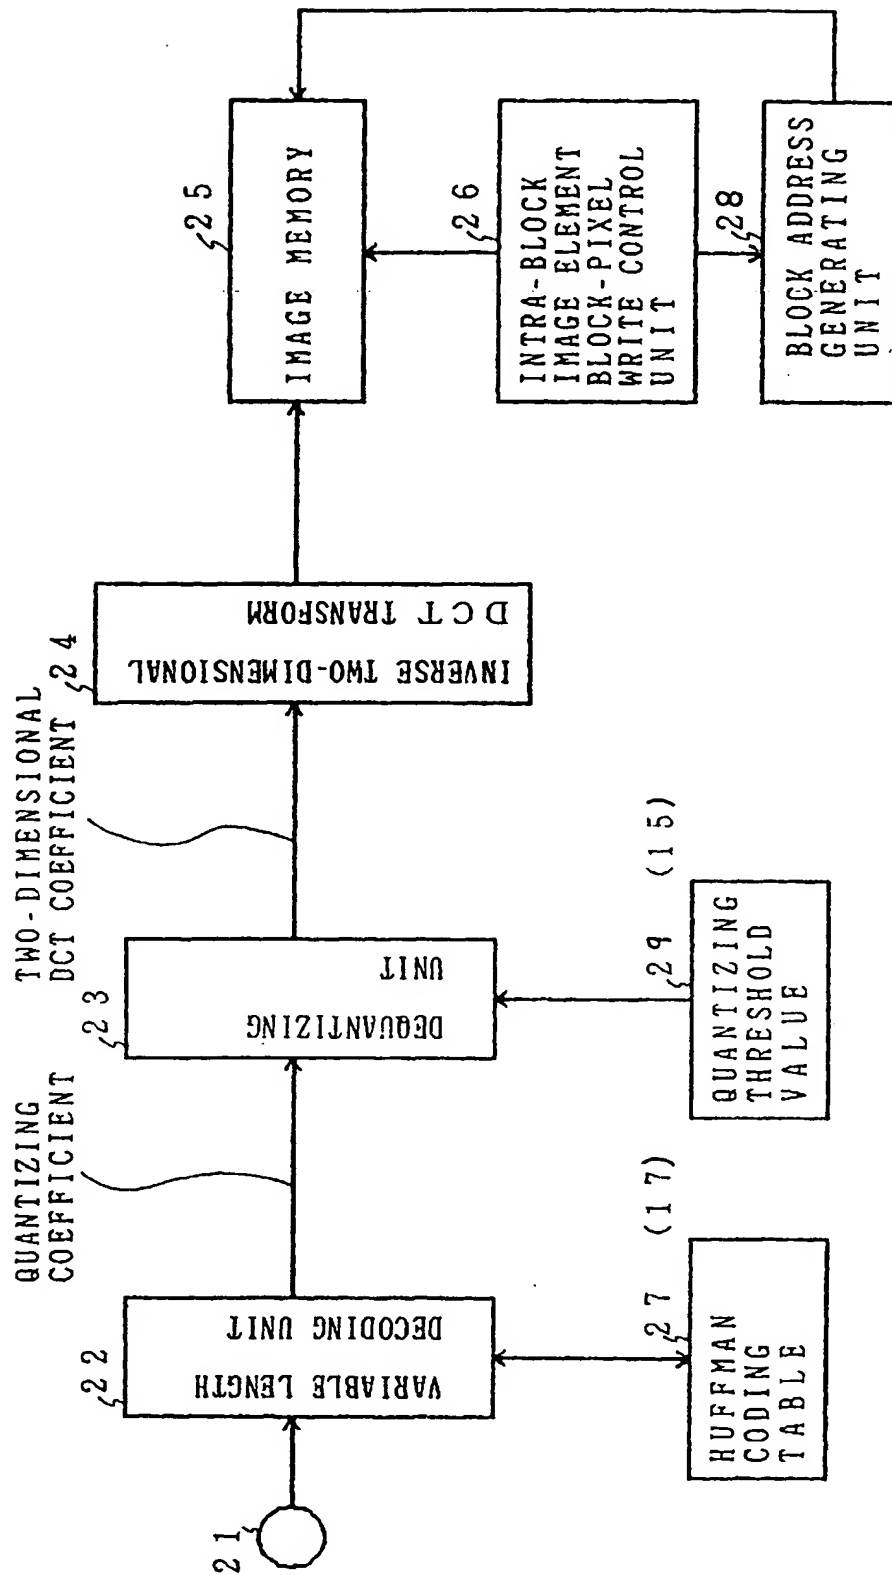 21
22
VARIABLE LENGTH
DECODING UNIT
QUANTIZING
COEFFICIENT
27 (17)
HUFFMAN
CODING
TABLE
23
DEQUANTIZING
UNIT
29 (15)
QUANTIZING
THRESHOLD
VALUE
TWO-DIMENSIONAL
DCT COEFFICIENT
24
INVERSE TWO-DIMENSIONAL
DCT TRANSFORM
25
IMAGE MEMORY
26
INTRA-BLOCK
IMAGE ELEMENT
BLOCK-PIXEL
WRITE CONTROL
UNIT
28
BLOCK ADDRESS
GENERATING
UNIT